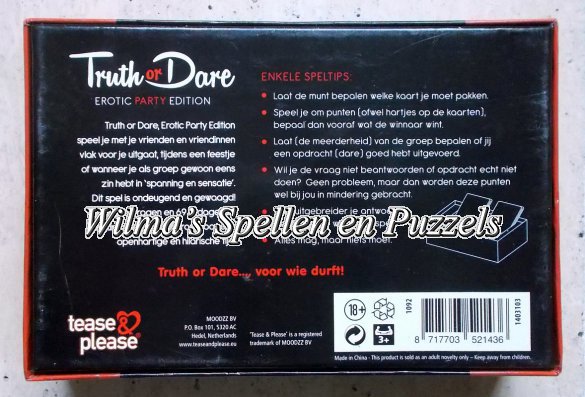 Truth or Dare
EROTIC PARTY EDITION
Truth or Dare, Erotic Party Edition
speel je met je vrienden en vriendinnen
vlak voor je uitgaat, tijdens een feestje
of wanneer je als groep gewoon eens
zin hebt in 'spanning en sensatie'.
Dit spel is ondeugend en gewaagd!
openhartige en hilarische
ENKELE SPELTIPS:
• Laat de munt bepalen welke kaart je moet pakken.
• Speel je om punten (ofwel hartjes op de kaarten),
bepaal dan vooraf wat de winnaar wint.
• Laat (de meerderheid) van de groep bepalen of jij
een opdracht (dare) goed hebt uitgevoerd.
• Wil je de vraag niet beantwoorden of opdracht echt niet
doen? Geen probleem, maar dan worden deze punten
wel bij jou in mindering gebracht.
uitgebreider je
• Alles mag, maar niets moet.
Wilma's Spellen en Puzzels
Truth or Dare.... voor wie durft!
tease &
please®
MOODZZ BV
P.O. Box 101, 5320 AC
Hedel, Netherlands
www.teaseandplease.eu
'Tease & Please' is a registered
trademark of MOODZZ BV
18+
3+
1092
8 717703 521436
1403103
Made in China - This product is sold as an adult novelty only - Keep away from children.